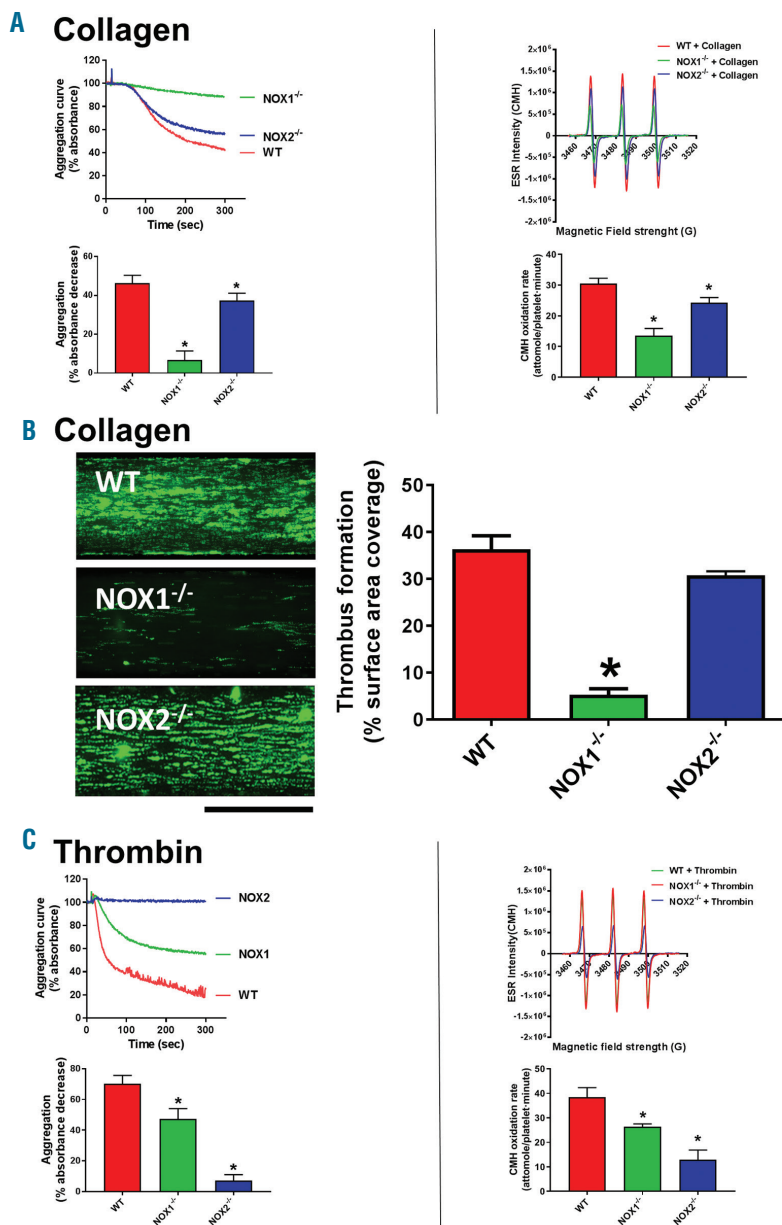 A
Collagen
Aggregation curve
(% absorbance)
120
100
80
60
40
20
0
0
100
200
300
Time (sec)
NOX1-/-
NOX2-/-
WT
WT + Collagen
NOX1-/- + Collagen
NOX2-/- + Collagen
ESR Intensity (CMH)
2×10⁶
1.5×10⁶
1×10⁶
5×10⁵
0
-5×10⁵
-1×10⁶
-1.5×10⁶
-2×10⁶
3460
3470
3480
3490
3500
3510
3520
Magnetic Field strenght (G)
Aggregation
(% absorbance decrease)
60
40
20
0
*
*
WT
NOX1-/-
NOX2-/-
CMH oxidation rate
(attomole/platelet·minute)
40
30
20
10
0
*
*
WT
NOX1-/-
NOX2-/-
B
Collagen
WT
NOX1-/-
NOX2-/-
Thrombus formation
(% surface area coverage)
50
40
30
20
10
0
*
WT
NOX1-/-
NOX2-/-
C
Thrombin
Aggregation curve
(% absorbance)
120
100
80
60
40
20
0
0
100
200
300
Time (sec)
NOX2
NOX1
WT
WT + Thrombin
NOX1-/- + Thrombin
NOX2-/- + Thrombin
ESR Intensity(CMH)
2×10⁶
1.5×10⁶
1×10⁶
5×10⁵
0
-5×10⁵
-1×10⁶
-1.5×10⁶
-2×10⁶
3460
3470
3480
3490
3500
3510
3520
Magnetic field strength (G)
Aggregation
(% absorbance decrease)
80
60
40
20
0
*
*
WT
NOX1-/-
NOX2-/-
CMH oxidation rate
(attomole/platelet·minute)
50
40
30
20
10
0
*
*
WT
NOX1-/-
NOX2-/-